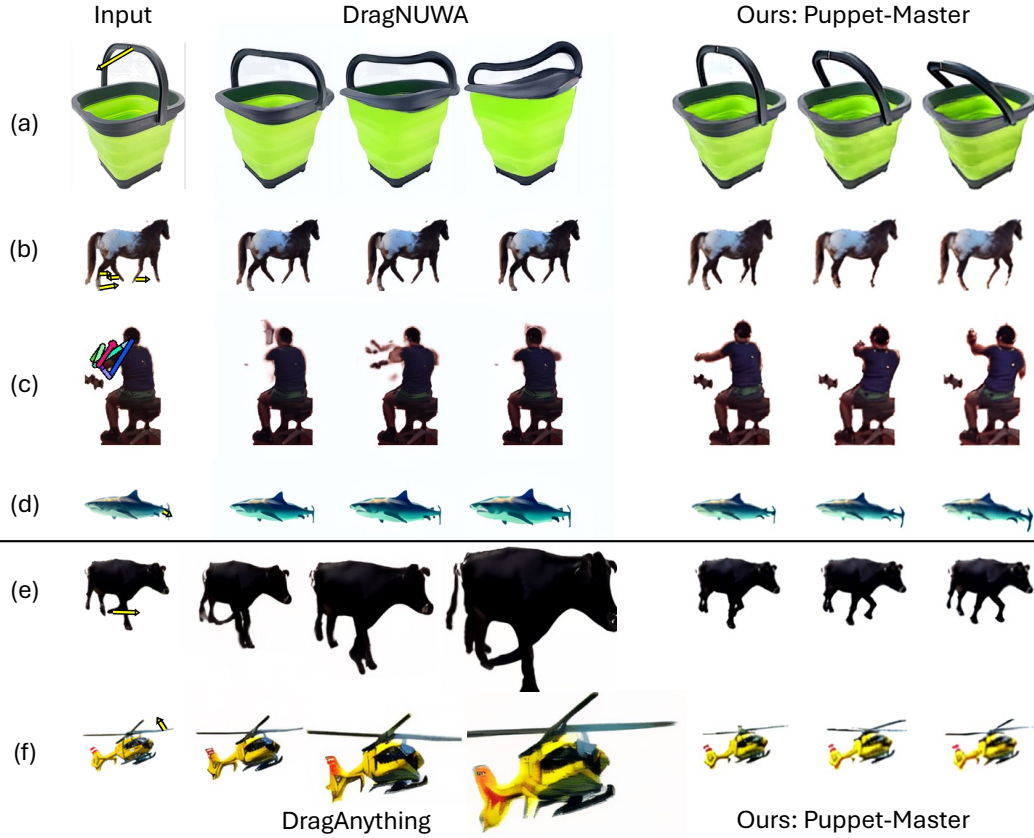 Input DragNUWA Ours: Puppet-Master
(a)
(b)
(c)
(d)
(e)
(f)
DragAnything Ours: Puppet-Master